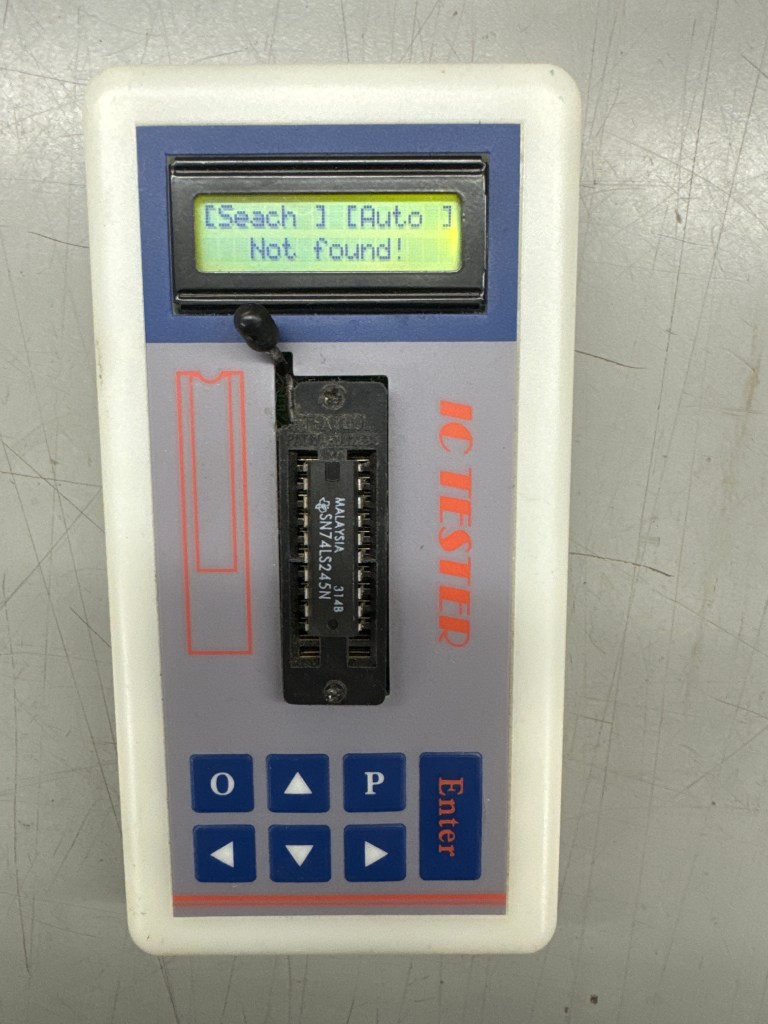 [Seach ] [Auto ]
Not found!
IC TESTER
MALAYSIA 314B
SN74LS245N
O
P
Enter